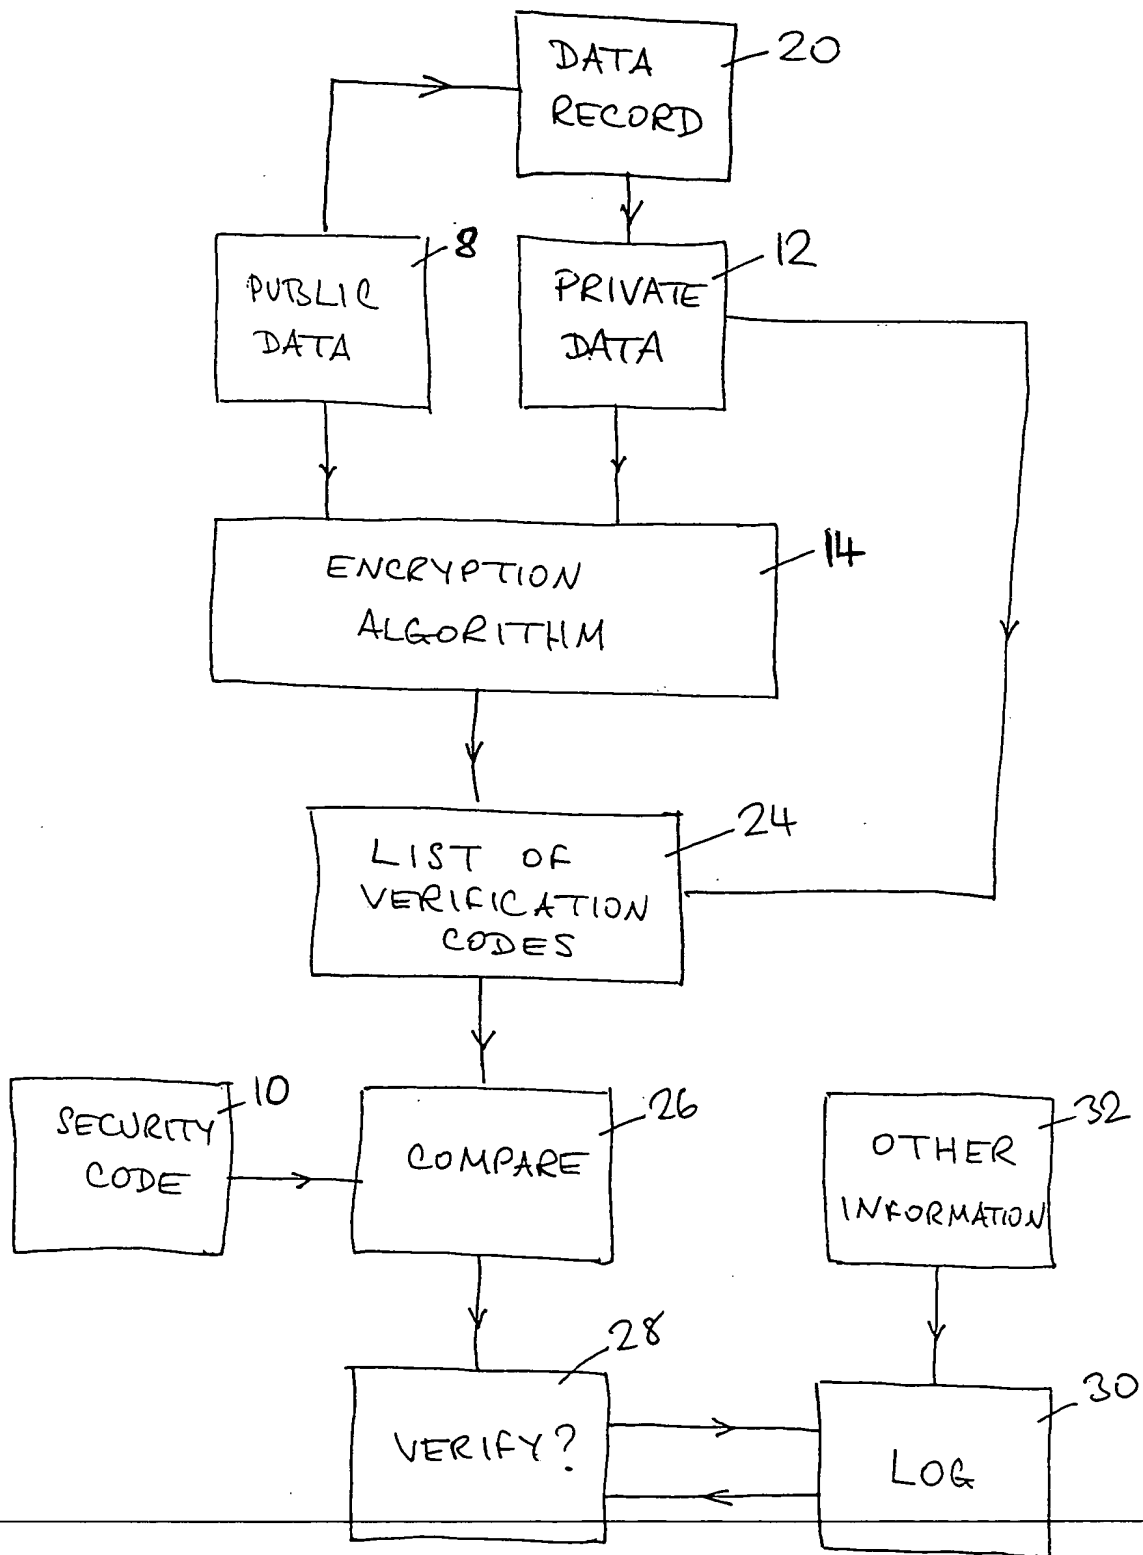 DATA
RECORD
20
PUBLIC
DATA
8
PRIVATE
DATA
12
ENCRYPTION
ALGORITHM
14
LIST OF
VERIFICATION
CODES
24
SECURITY
CODE
10
COMPARE
26
OTHER
INFORMATION
32
VERIFY?
28
LOG
30